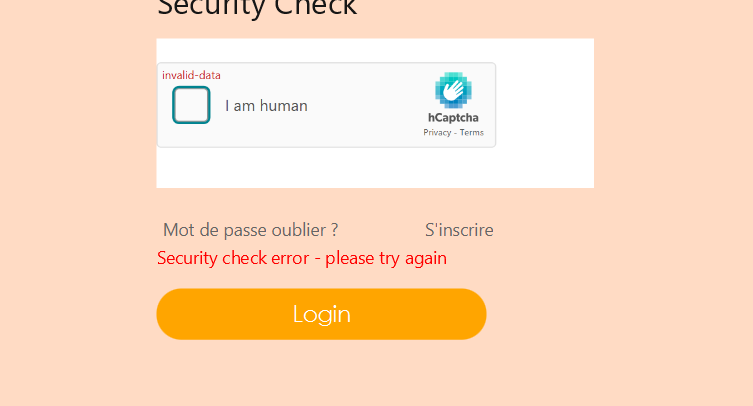 Security Check
invalid-data
I am human
hCaptcha
Privacy - Terms
Mot de passe oublier ? S'inscrire
Security check error - please try again
Login